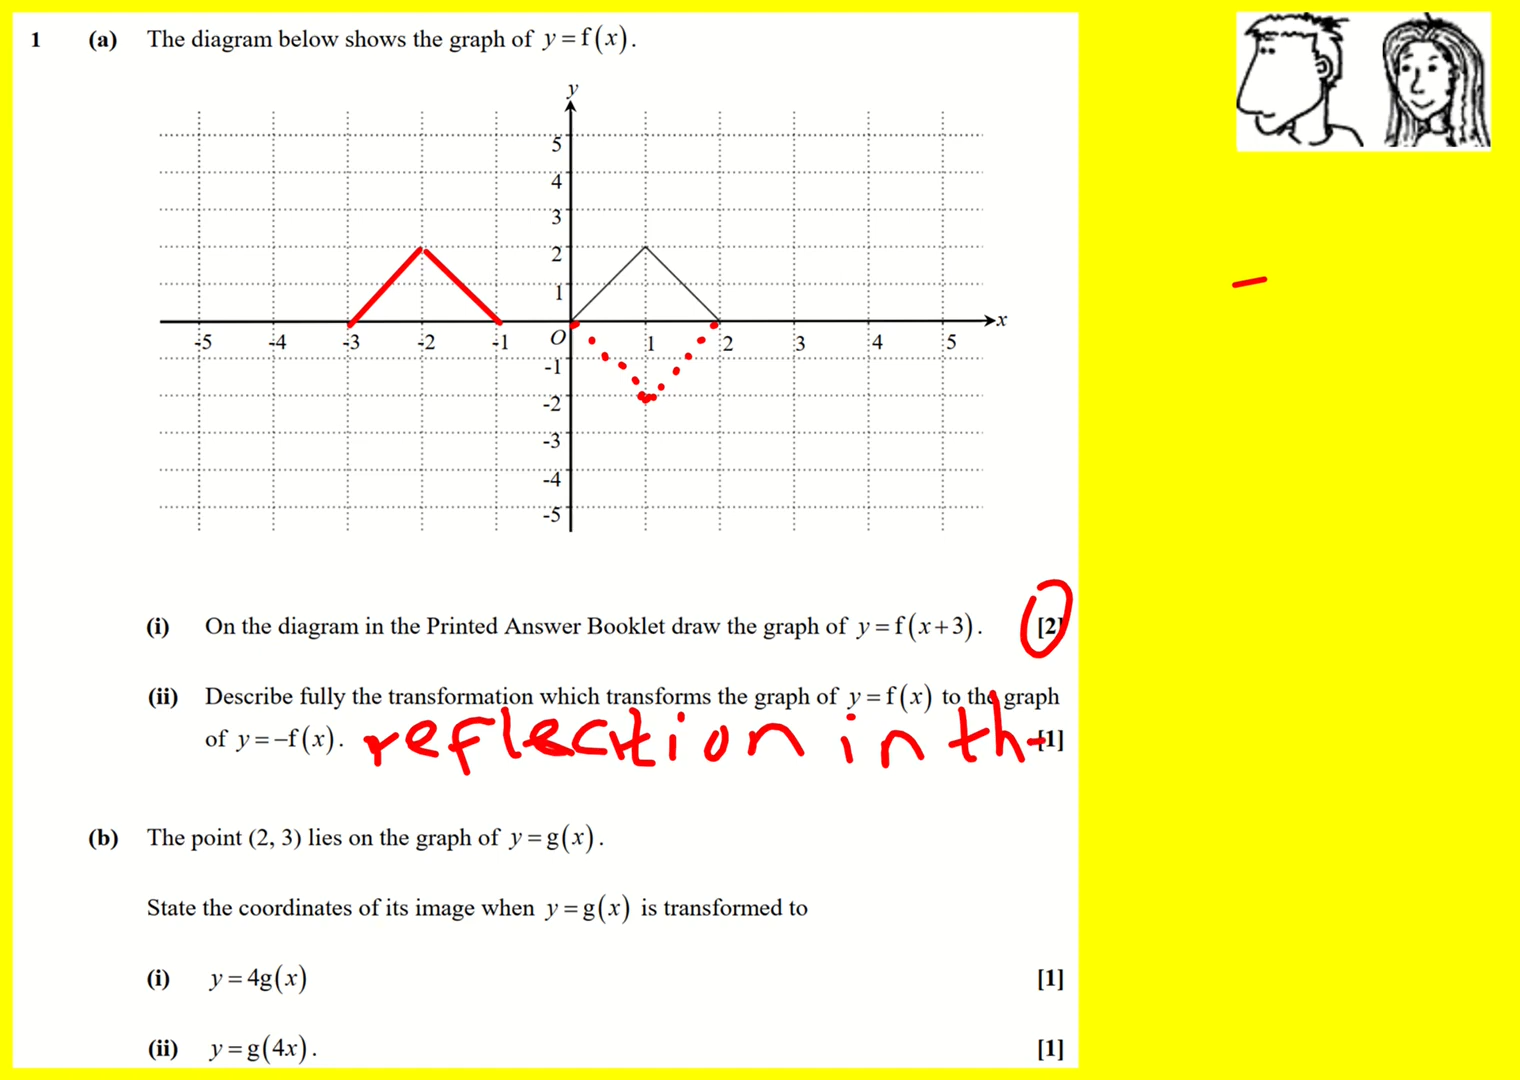 1 (a) The diagram below shows the graph of y = f(x).
y
5
4
3
2
1
-5 -4 -3 -2 -1 O 1 2 3 4 5 x
-1
-2
-3
-4
-5
(i) On the diagram in the Printed Answer Booklet draw the graph of y = f(x+3). [2]
(ii) Describe fully the transformation which transforms the graph of y = f(x) to the graph
of y = −f(x). reflection in th [1]
(b) The point (2, 3) lies on the graph of y = g(x).
State the coordinates of its image when y = g(x) is transformed to
(i) y = 4g(x) [1]
(ii) y = g(4x). [1]